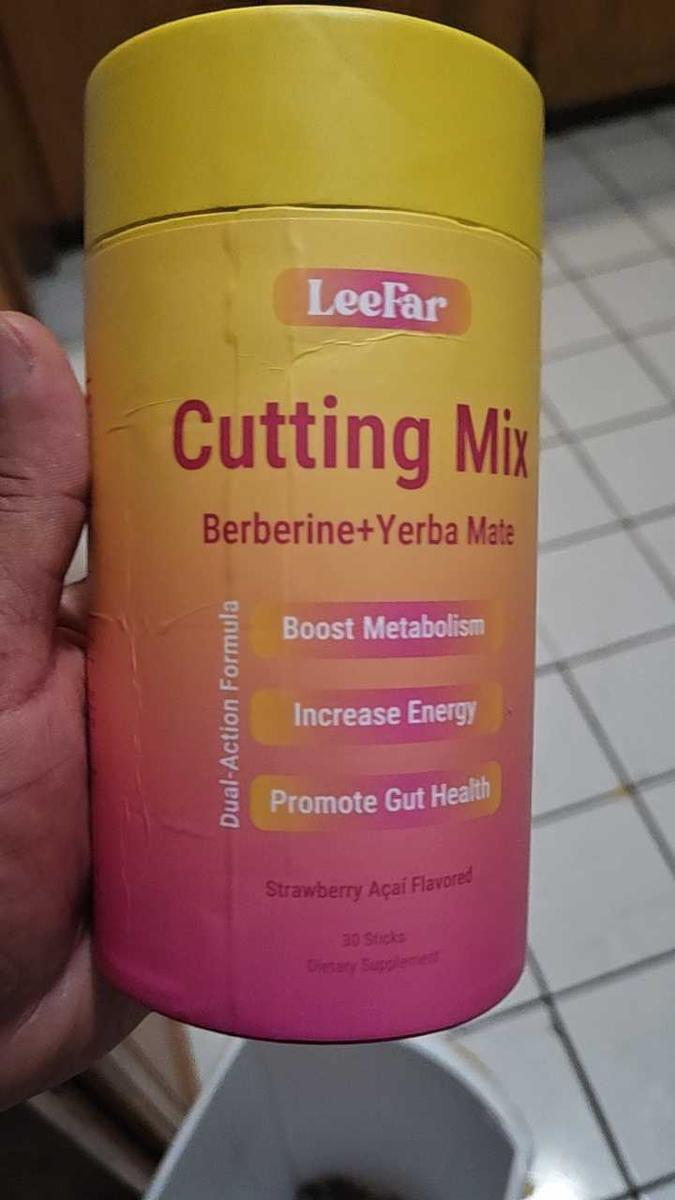 LeeFar
Cutting Mix
Berberine+Yerba Mate
Dual-Action Formula
Boost Metabolism
Increase Energy
Promote Gut Health
Strawberry Açaí Flavored
30 Sticks
Dietary Supplement